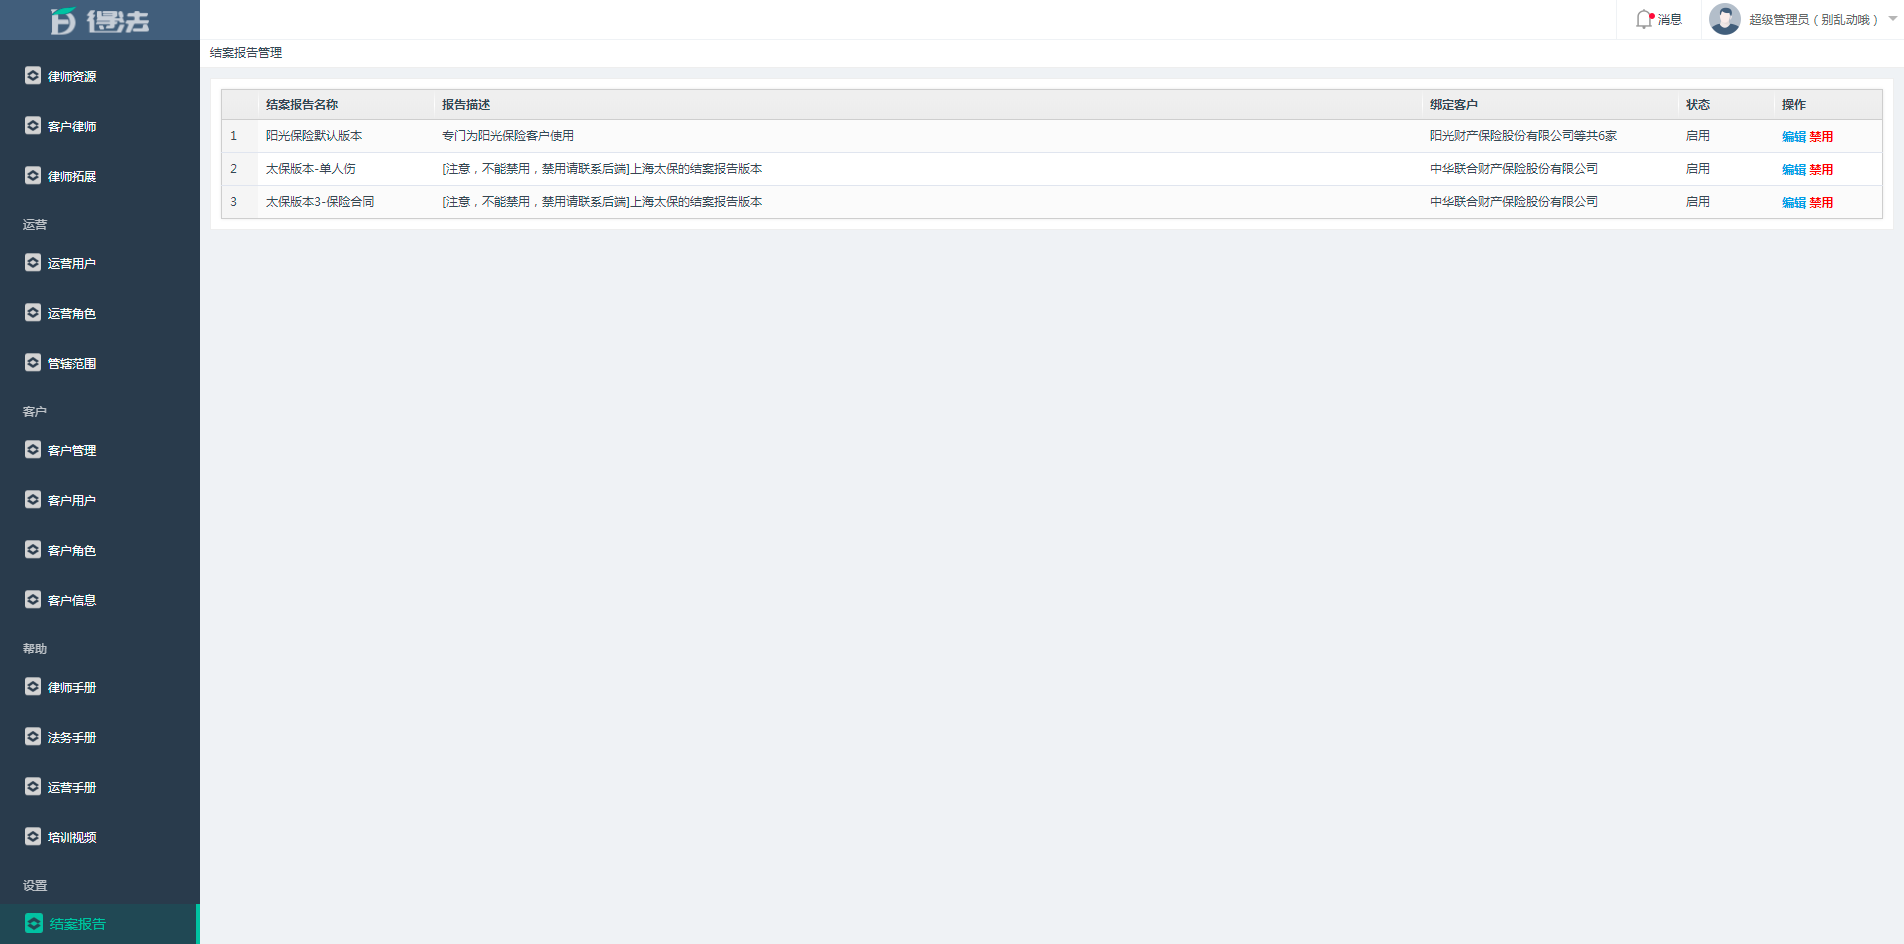 得法
消息
超级管理员（别乱动哦）
律师资源
客户律师
律师拓展
运营
运营用户
运营角色
管辖范围
客户
客户管理
客户用户
客户角色
客户信息
帮助
律师手册
法务手册
运营手册
培训视频
设置
结案报告
结案报告管理
结案报告名称 报告描述 绑定客户 状态 操作
1 阳光保险默认版本 专门为阳光保险客户使用 阳光财产保险股份有限公司等共6家 启用 编辑 禁用
2 太保版本-单人伤 [注意，不能禁用，禁用请联系后端]上海太保的结案报告版本 中华联合财产保险股份有限公司 启用 编辑 禁用
3 太保版本3-保险合同 [注意，不能禁用，禁用请联系后端]上海太保的结案报告版本 中华联合财产保险股份有限公司 启用 编辑 禁用